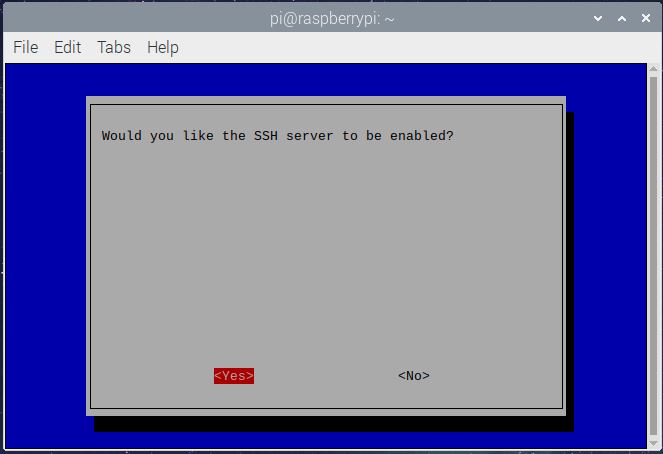 pi@raspberrypi: ~
File Edit Tabs Help
Would you like the SSH server to be enabled?
<Yes> <No>